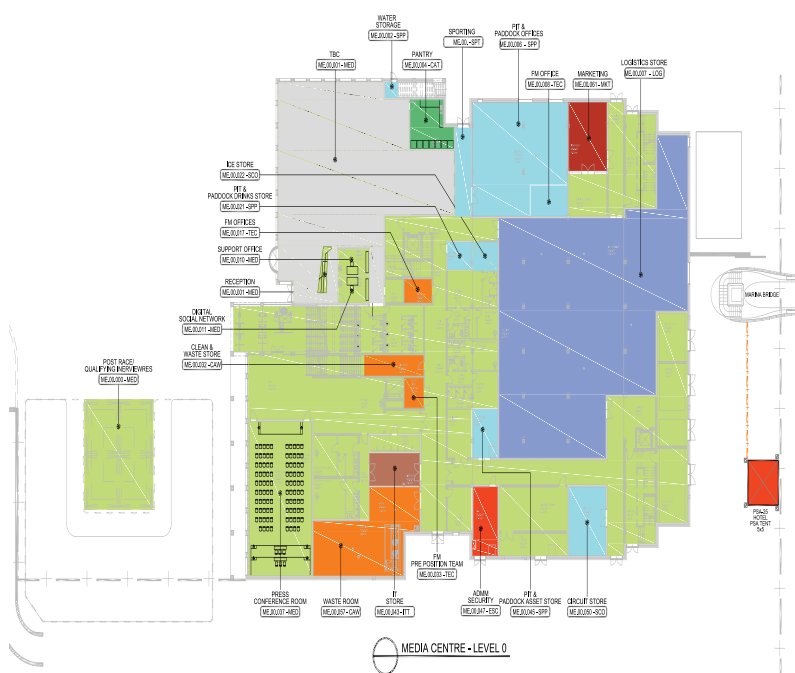 WATER
STORAGE
ME.00.002 - SPP
SPORTING
ME.00. -SPT
PIT &
PADDOCK OFFICES
ME.00.006 - SPP
TBC
ME.00.001 - MED
PANTRY
ME.00.004 - CAT
FM OFFICE
ME.00.008 - TEC
MARKETING
ME.00.061 - MKT
LOGISTICS STORE
ME.00.007 - LOG
ICE STORE
ME.00.022 - SCO
PIT &
PADDOCK DRINKS STORE
ME.00.021 - SPP
FM OFFICES
ME.00.017 - TEC
SUPPORT OFFICE
ME.00.010 - MED
RECEPTION
ME.00.001 - MED
DIGITAL
SOCIAL NETWORK
ME.00.011 - MED
CLEAN &
WASTE STORE
ME.00.032 - CAW
MARINA BRIDGE
POST RACE/
QUALIFYING INERVIEWRES
ME.00.000 - MED
PSA-25
HOTEL
PSA TENT
5x5
PRESS
CONFERENCE ROOM
ME.00.037 - MED
WASTE ROOM
ME.00.057 - CAW
IT
STORE
ME.00.043 - ITT
FM
PRE POSITION TEAM
ME.00.033 - TEC
ADMM
SECURITY
ME.00.047 - ESC
PIT &
PADDOCK ASSET STORE
ME.00.045 - SPP
CIRCUIT STORE
ME.00.050 - SCO
MEDIA CENTRE - LEVEL 0